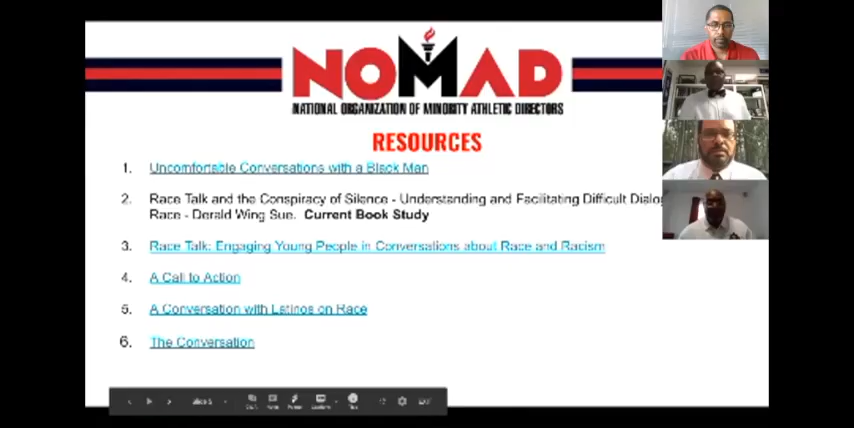 NOMAD
NATIONAL ORGANIZATION OF MINORITY ATHLETIC DIRECTORS
RESOURCES
1. Uncomfortable Conversations with a Black Man
2. Race Talk and the Conspiracy of Silence - Understanding and Facilitating Difficult Dialo
Race - Derald Wing Sue. Current Book Study
3. Race Talk: Engaging Young People in Conversations about Race and Racism
4. A Call to Action
5. A Conversation with Latinos on Race
6. The Conversation